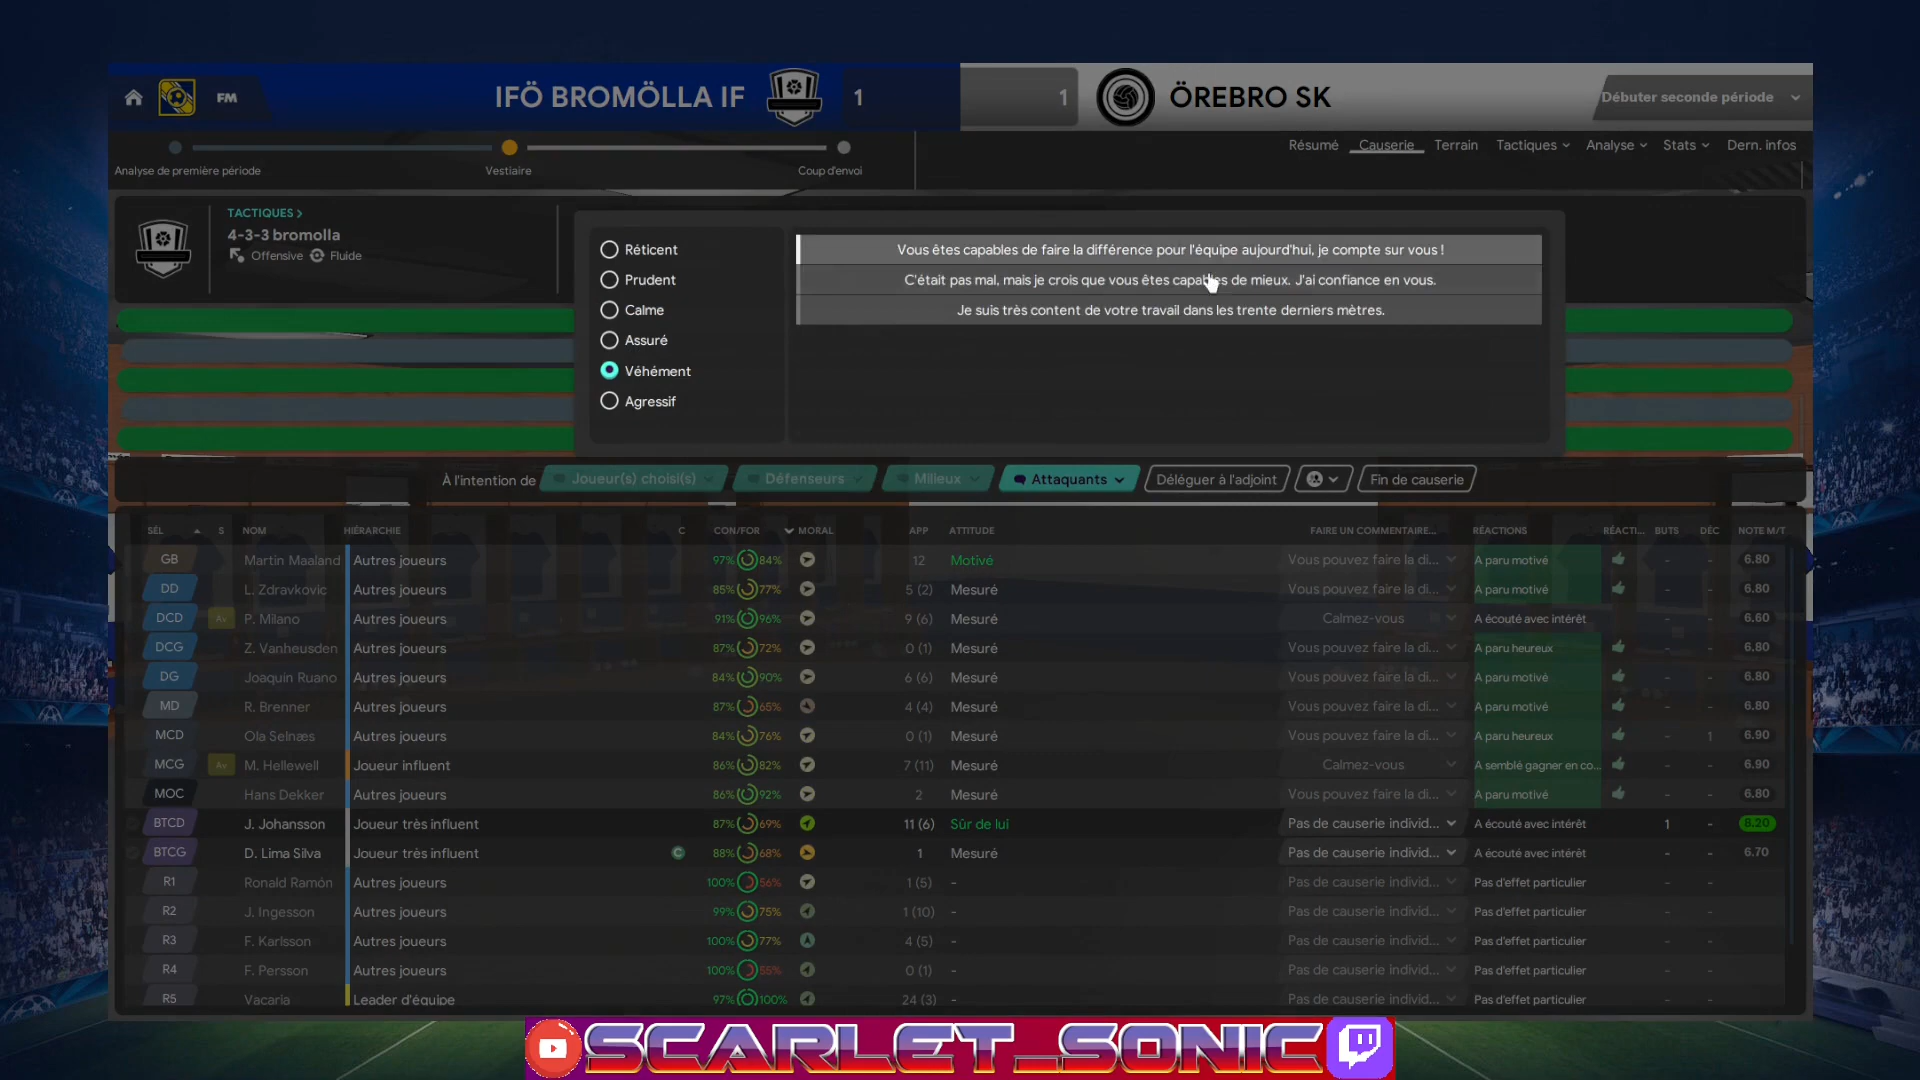 FM
IFÖ BROMÖLLA IF
1
1
ÖREBRO SK
Débuter seconde période
Analyse de première période
Vestiaire
Coup d'envoi
Résumé
Causerie
Terrain
Tactiques
Analyse
Stats
Dern. infos
TACTIQUES >
4-3-3 bromolla
Offensive
Fluide
Réticent
Prudent
Calme
Assuré
Véhément
Agressif
Vous êtes capables de faire la différence pour l'équipe aujourd'hui, je compte sur vous !
C'était pas mal, mais je crois que vous êtes capables de mieux. J'ai confiance en vous.
Je suis très content de votre travail dans les trente derniers mètres.
À l'intention de
Joueur(s) choisi(s)
Défenseurs
Milieux
Attaquants
Déléguer à l'adjoint
Fin de causerie
SÉL S NOM HIÉRARCHIE C CON/FOR MORAL APP ATTITUDE FAIRE UN COMMENTAIRE... RÉACTIONS RÉACTI... BUTS DÉC NOTE M/T
GB Martin Maaland Autres joueurs 97% 84% 12 Motivé Vous pouvez faire la di... A paru motivé - - 6.80
DD L. Zdravkovic Autres joueurs 85% 77% 5 (2) Mesuré Vous pouvez faire la di... A paru motivé - - 6.80
DCD Av P. Milano Autres joueurs 91% 96% 9 (6) Mesuré Calmez-vous A écouté avec intérêt - - 6.60
DCG Z. Vanheusden Autres joueurs 87% 72% 0 (1) Mesuré Vous pouvez faire la di... A paru heureux - - 6.80
DG Joaquin Ruano Autres joueurs 84% 90% 6 (6) Mesuré Vous pouvez faire la di... A paru motivé - - 6.80
MD R. Brenner Autres joueurs 87% 65% 4 (4) Mesuré Vous pouvez faire la di... A paru motivé - - 6.80
MCD Ola Selnæs Autres joueurs 84% 76% 0 (1) Mesuré Vous pouvez faire la di... A paru heureux - 1 6.90
MCG Av M. Hellewell Joueur influent 86% 82% 7 (11) Mesuré Calmez-vous A semblé gagner en co... - - 6.90
MOC Hans Dekker Autres joueurs 86% 92% 2 Mesuré Vous pouvez faire la di... A paru motivé - - 6.80
BTCD J. Johansson Joueur très influent 87% 69% 11 (6) Sûr de lui Pas de causerie individ... A écouté avec intérêt 1 - 8.20
BTCG D. Lima Silva Joueur très influent C 88% 68% 1 Mesuré Pas de causerie individ... A écouté avec intérêt - - 6.70
R1 Ronald Ramón Autres joueurs 100% 56% 1 (5) - Pas de causerie individ... Pas d'effet particulier - -
R2 J. Ingesson Autres joueurs 99% 75% 1 (10) - Pas de causerie individ... Pas d'effet particulier - -
R3 F. Karlsson Autres joueurs 100% 77% 4 (5) - Pas de causerie individ... Pas d'effet particulier - -
R4 F. Persson Autres joueurs 100% 55% 0 (1) - Pas de causerie individ... Pas d'effet particulier - -
R5 Vacaria Leader d'équipe 97% 100% 24 (3) - Pas de causerie individ... Pas d'effet particulier - -
SCARLET_SONIC